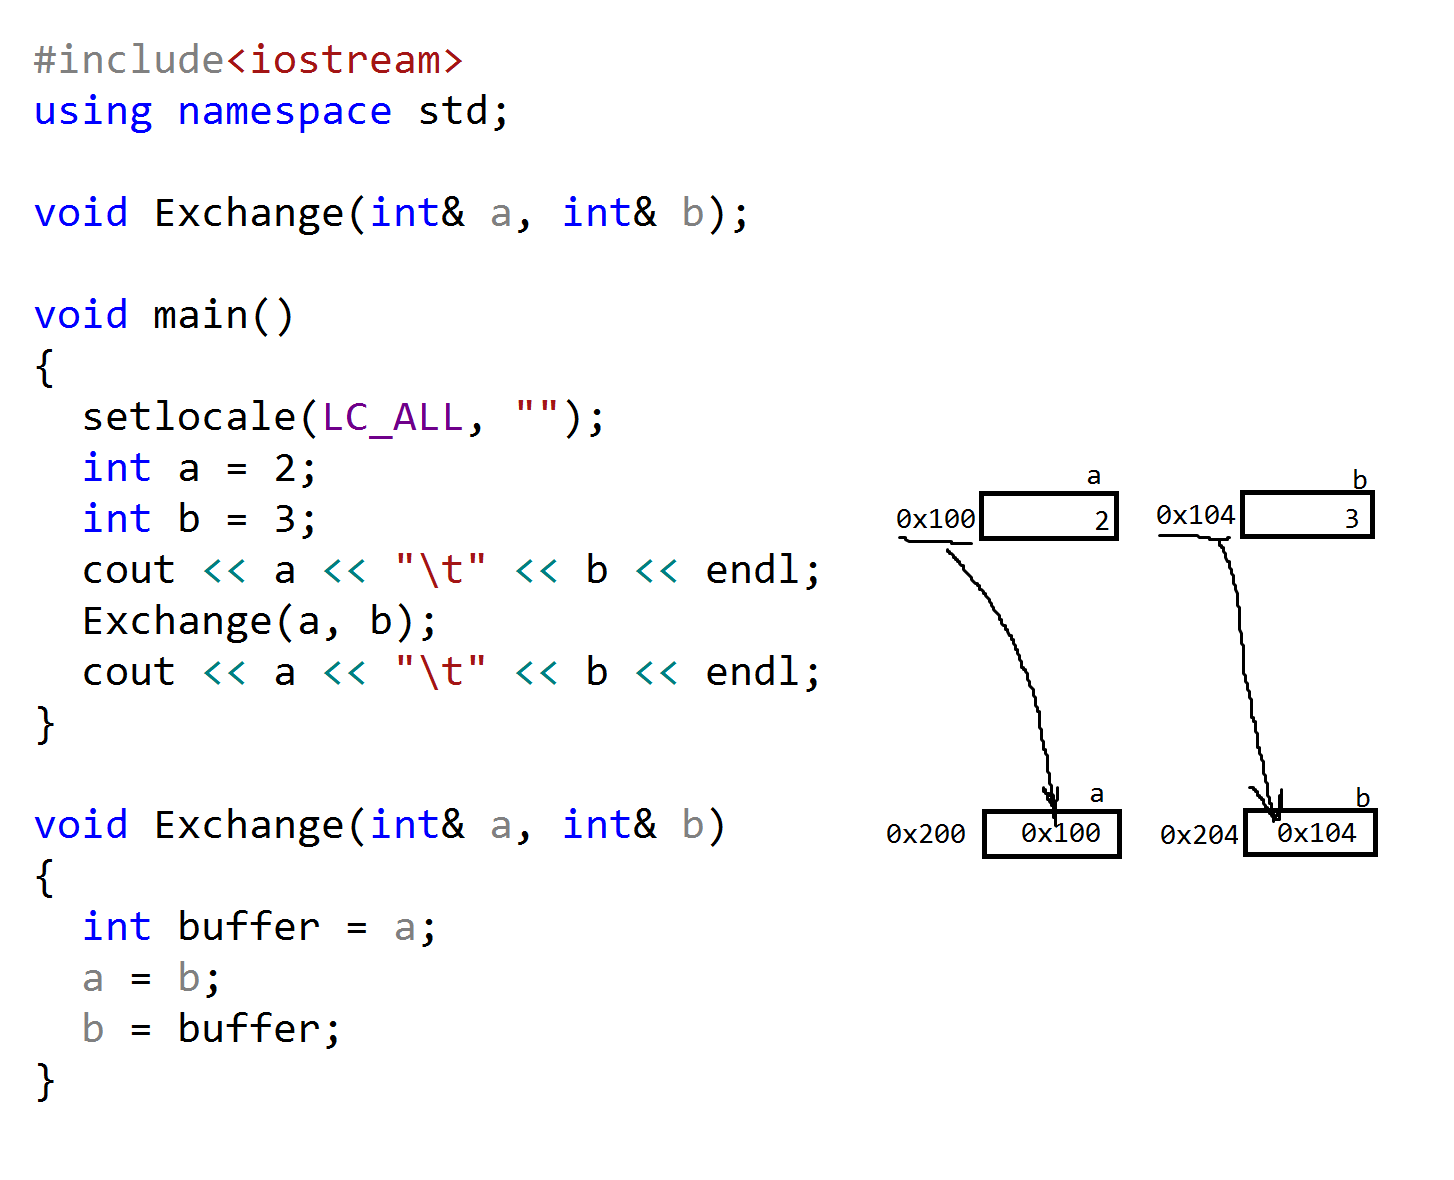 #include<iostream>
using namespace std;
void Exchange(int& a, int& b);
void main()
{
setlocale(LC_ALL, "");
int a = 2;
int b = 3;
cout << a << "\t" << b << endl;
Exchange(a, b);
cout << a << "\t" << b << endl;
}
void Exchange(int& a, int& b)
{
int buffer = a;
a = b;
b = buffer;
}
a b
0x100 2 0x104 3
a b
0x200 0x100 0x204 0x104